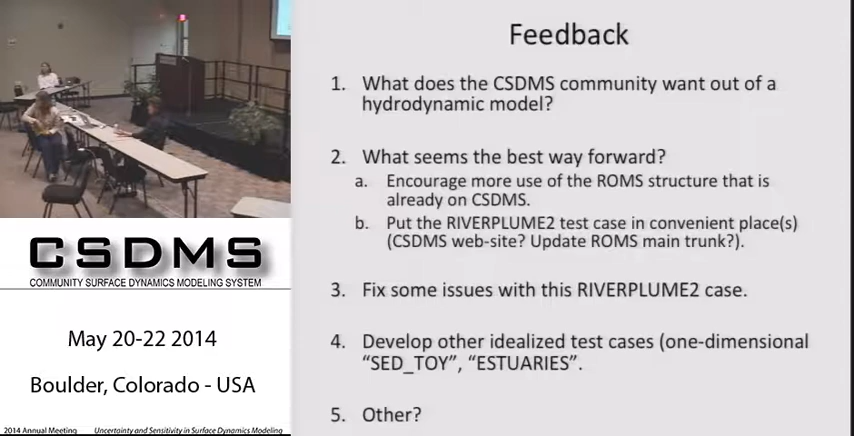 Feedback
1. What does the CSDMS community want out of a
hydrodynamic model?
2. What seems the best way forward?
a. Encourage more use of the ROMS structure that is
already on CSDMS.
b. Put the RIVERPLUME2 test case in convenient place(s)
(CSDMS web-site? Update ROMS main trunk?).
3. Fix some issues with this RIVERPLUME2 case.
4. Develop other idealized test cases (one-dimensional
“SED_TOY”, “ESTUARIES”.
5. Other?
CSDMS
COMMUNITY SURFACE DYNAMICS MODELING SYSTEM
May 20-22 2014
Boulder, Colorado - USA
2014 Annual Meeting Uncertainty and Sensitivity in Surface Dynamics Modeling